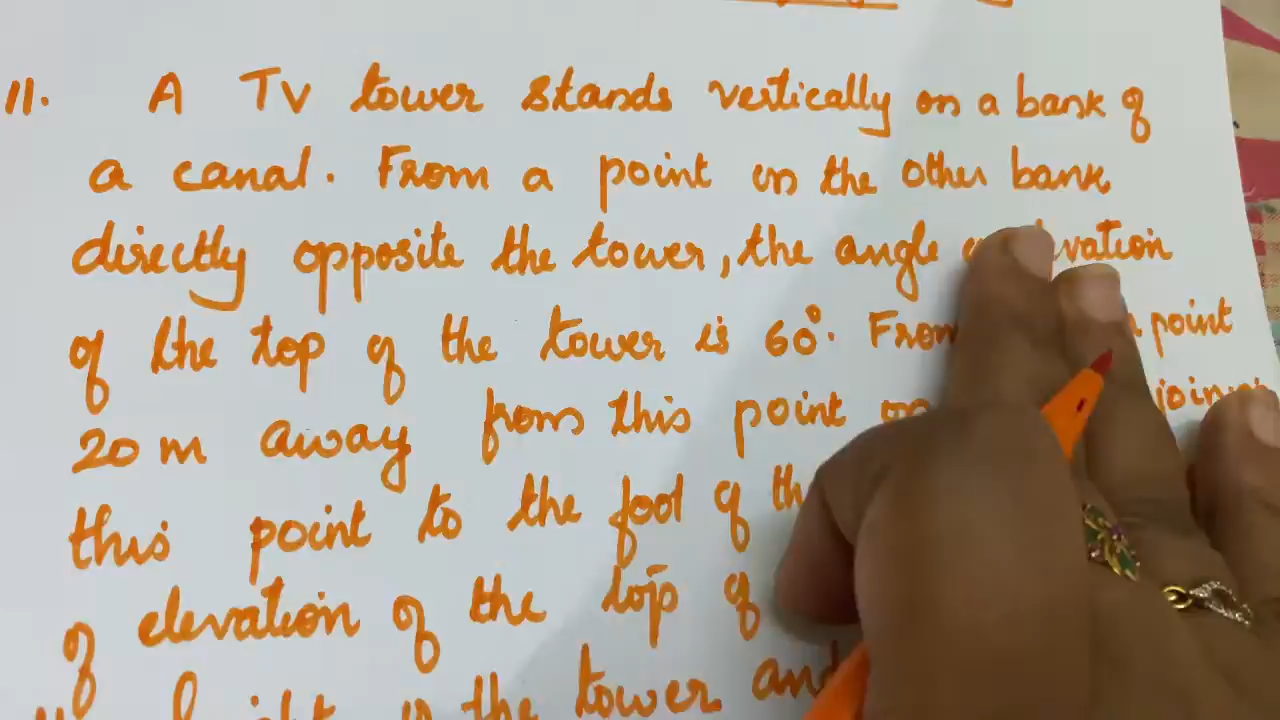 11. A TV tower stands vertically on a bank of
a canal. From a point on the other bank
directly opposite the tower, the angle
of the top of the tower is 60°. From point
20 m away from this point
this point to the foot of
of elevation of the top of
the tower and